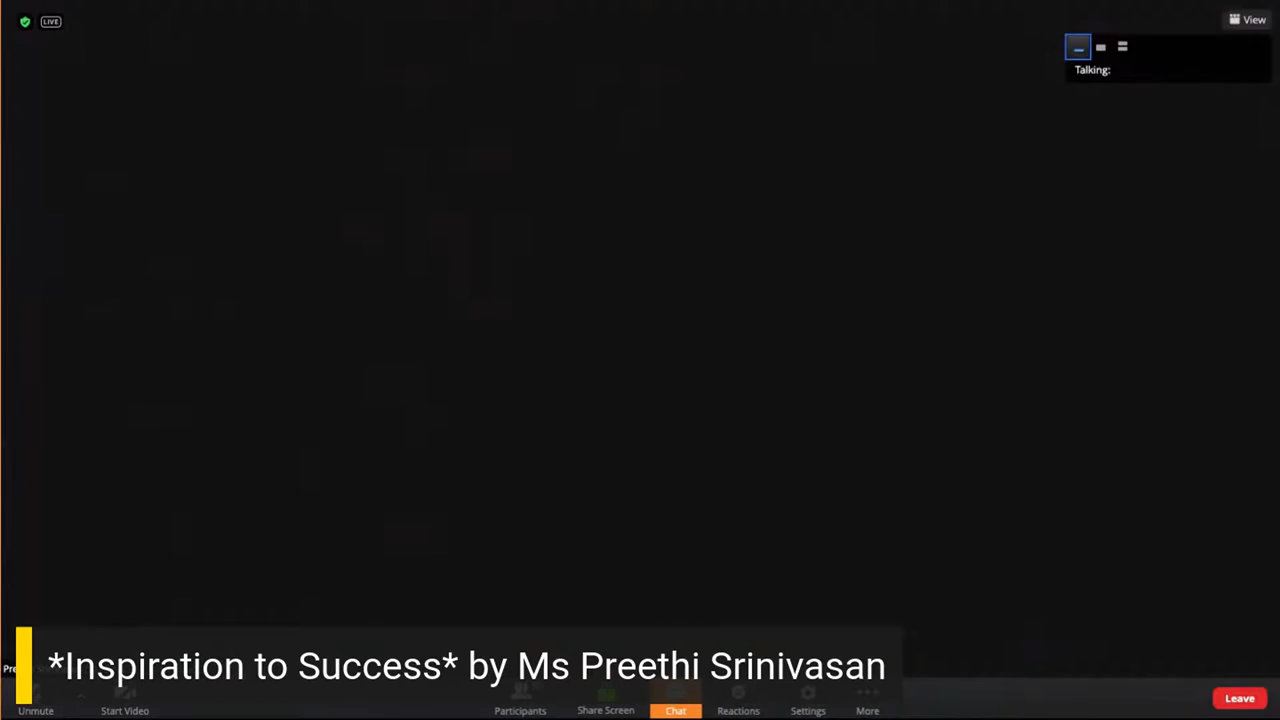 LIVE
View
Talking:
*Inspiration to Success* by Ms Preethi Srinivasan
Unmute
Start Video
Participants
Share Screen
Chat
Reactions
Settings
More
Leave